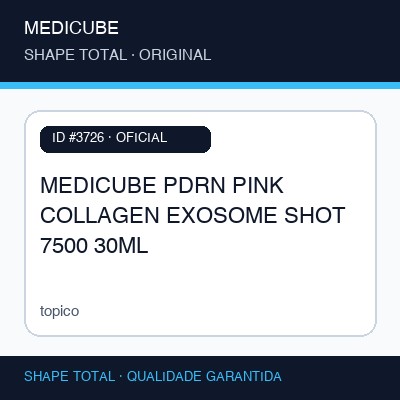 MEDICUBE
SHAPE TOTAL · ORIGINAL
ID #3726 · OFICIAL
MEDICUBE PDRN PINK
COLLAGEN EXOSOME SHOT
7500 30ML
topico
SHAPE TOTAL · QUALIDADE GARANTIDA